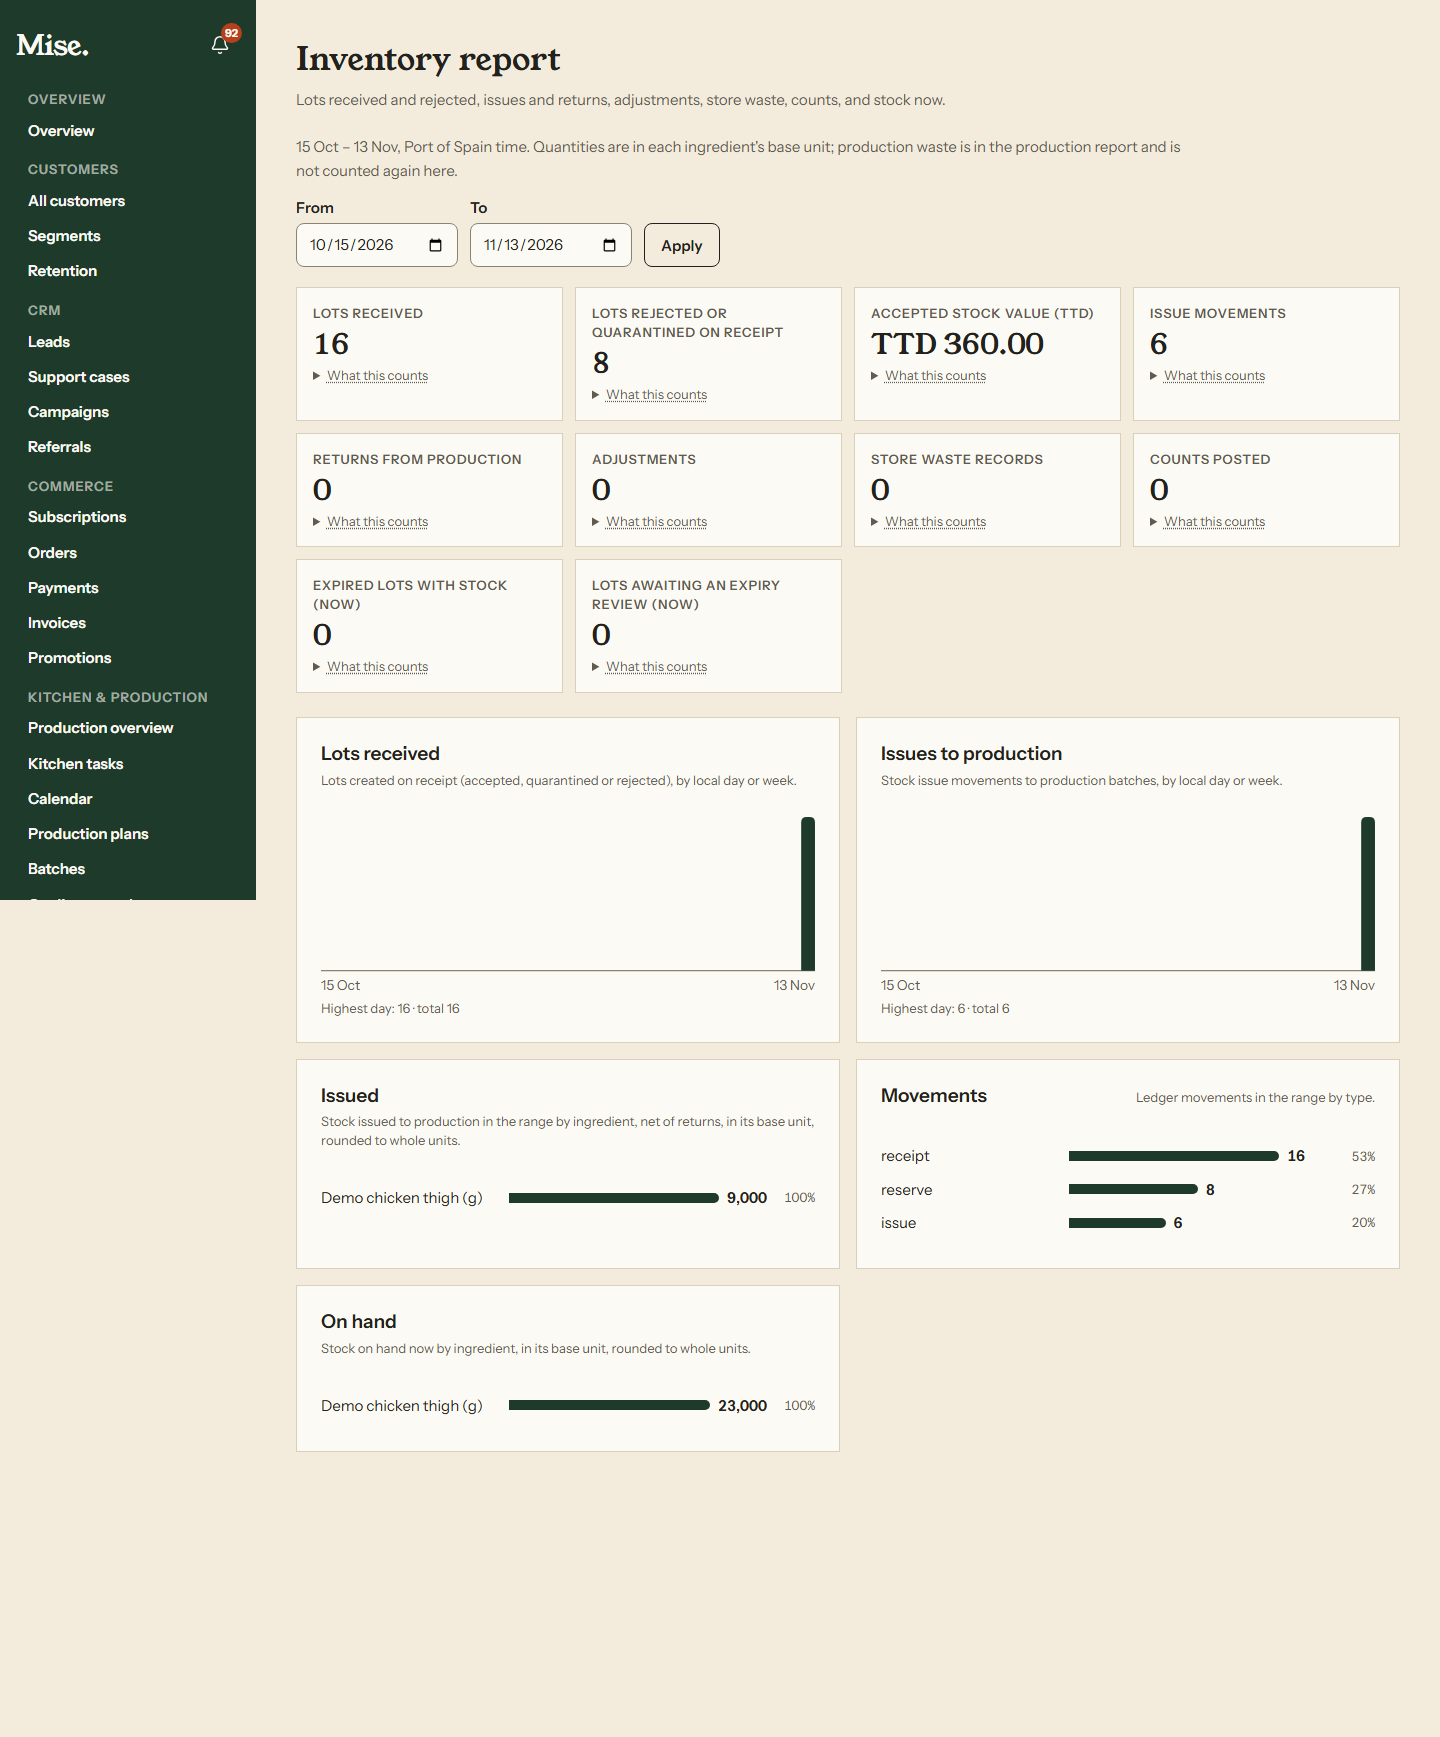 Mise.
92
OVERVIEW
Overview
CUSTOMERS
All customers
Segments
Retention
CRM
Leads
Support cases
Campaigns
Referrals
COMMERCE
Subscriptions
Orders
Payments
Invoices
Promotions
KITCHEN & PRODUCTION
Production overview
Kitchen tasks
Calendar
Production plans
Batches
Inventory report
Lots received and rejected, issues and returns, adjustments, store waste, counts, and stock now.
15 Oct – 13 Nov, Port of Spain time. Quantities are in each ingredient's base unit; production waste is in the production report and is
not counted again here.
From
To
10/15/2026
11/13/2026
Apply
LOTS RECEIVED
16
What this counts
LOTS REJECTED OR
QUARANTINED ON RECEIPT
8
What this counts
ACCEPTED STOCK VALUE (TTD)
TTD 360.00
What this counts
ISSUE MOVEMENTS
6
What this counts
RETURNS FROM PRODUCTION
0
What this counts
ADJUSTMENTS
0
What this counts
STORE WASTE RECORDS
0
What this counts
COUNTS POSTED
0
What this counts
EXPIRED LOTS WITH STOCK
(NOW)
0
What this counts
LOTS AWAITING AN EXPIRY
REVIEW (NOW)
0
What this counts
Lots received
Lots created on receipt (accepted, quarantined or rejected), by local day or week.
15 Oct
13 Nov
Highest day: 16 · total 16
Issues to production
Stock issue movements to production batches, by local day or week.
15 Oct
13 Nov
Highest day: 6 · total 6
Issued
Stock issued to production in the range by ingredient, net of returns, in its base unit,
rounded to whole units.
Demo chicken thigh (g)
9,000
100%
Movements
Ledger movements in the range by type.
receipt
16
53%
reserve
8
27%
issue
6
20%
On hand
Stock on hand now by ingredient, in its base unit, rounded to whole units.
Demo chicken thigh (g)
23,000
100%